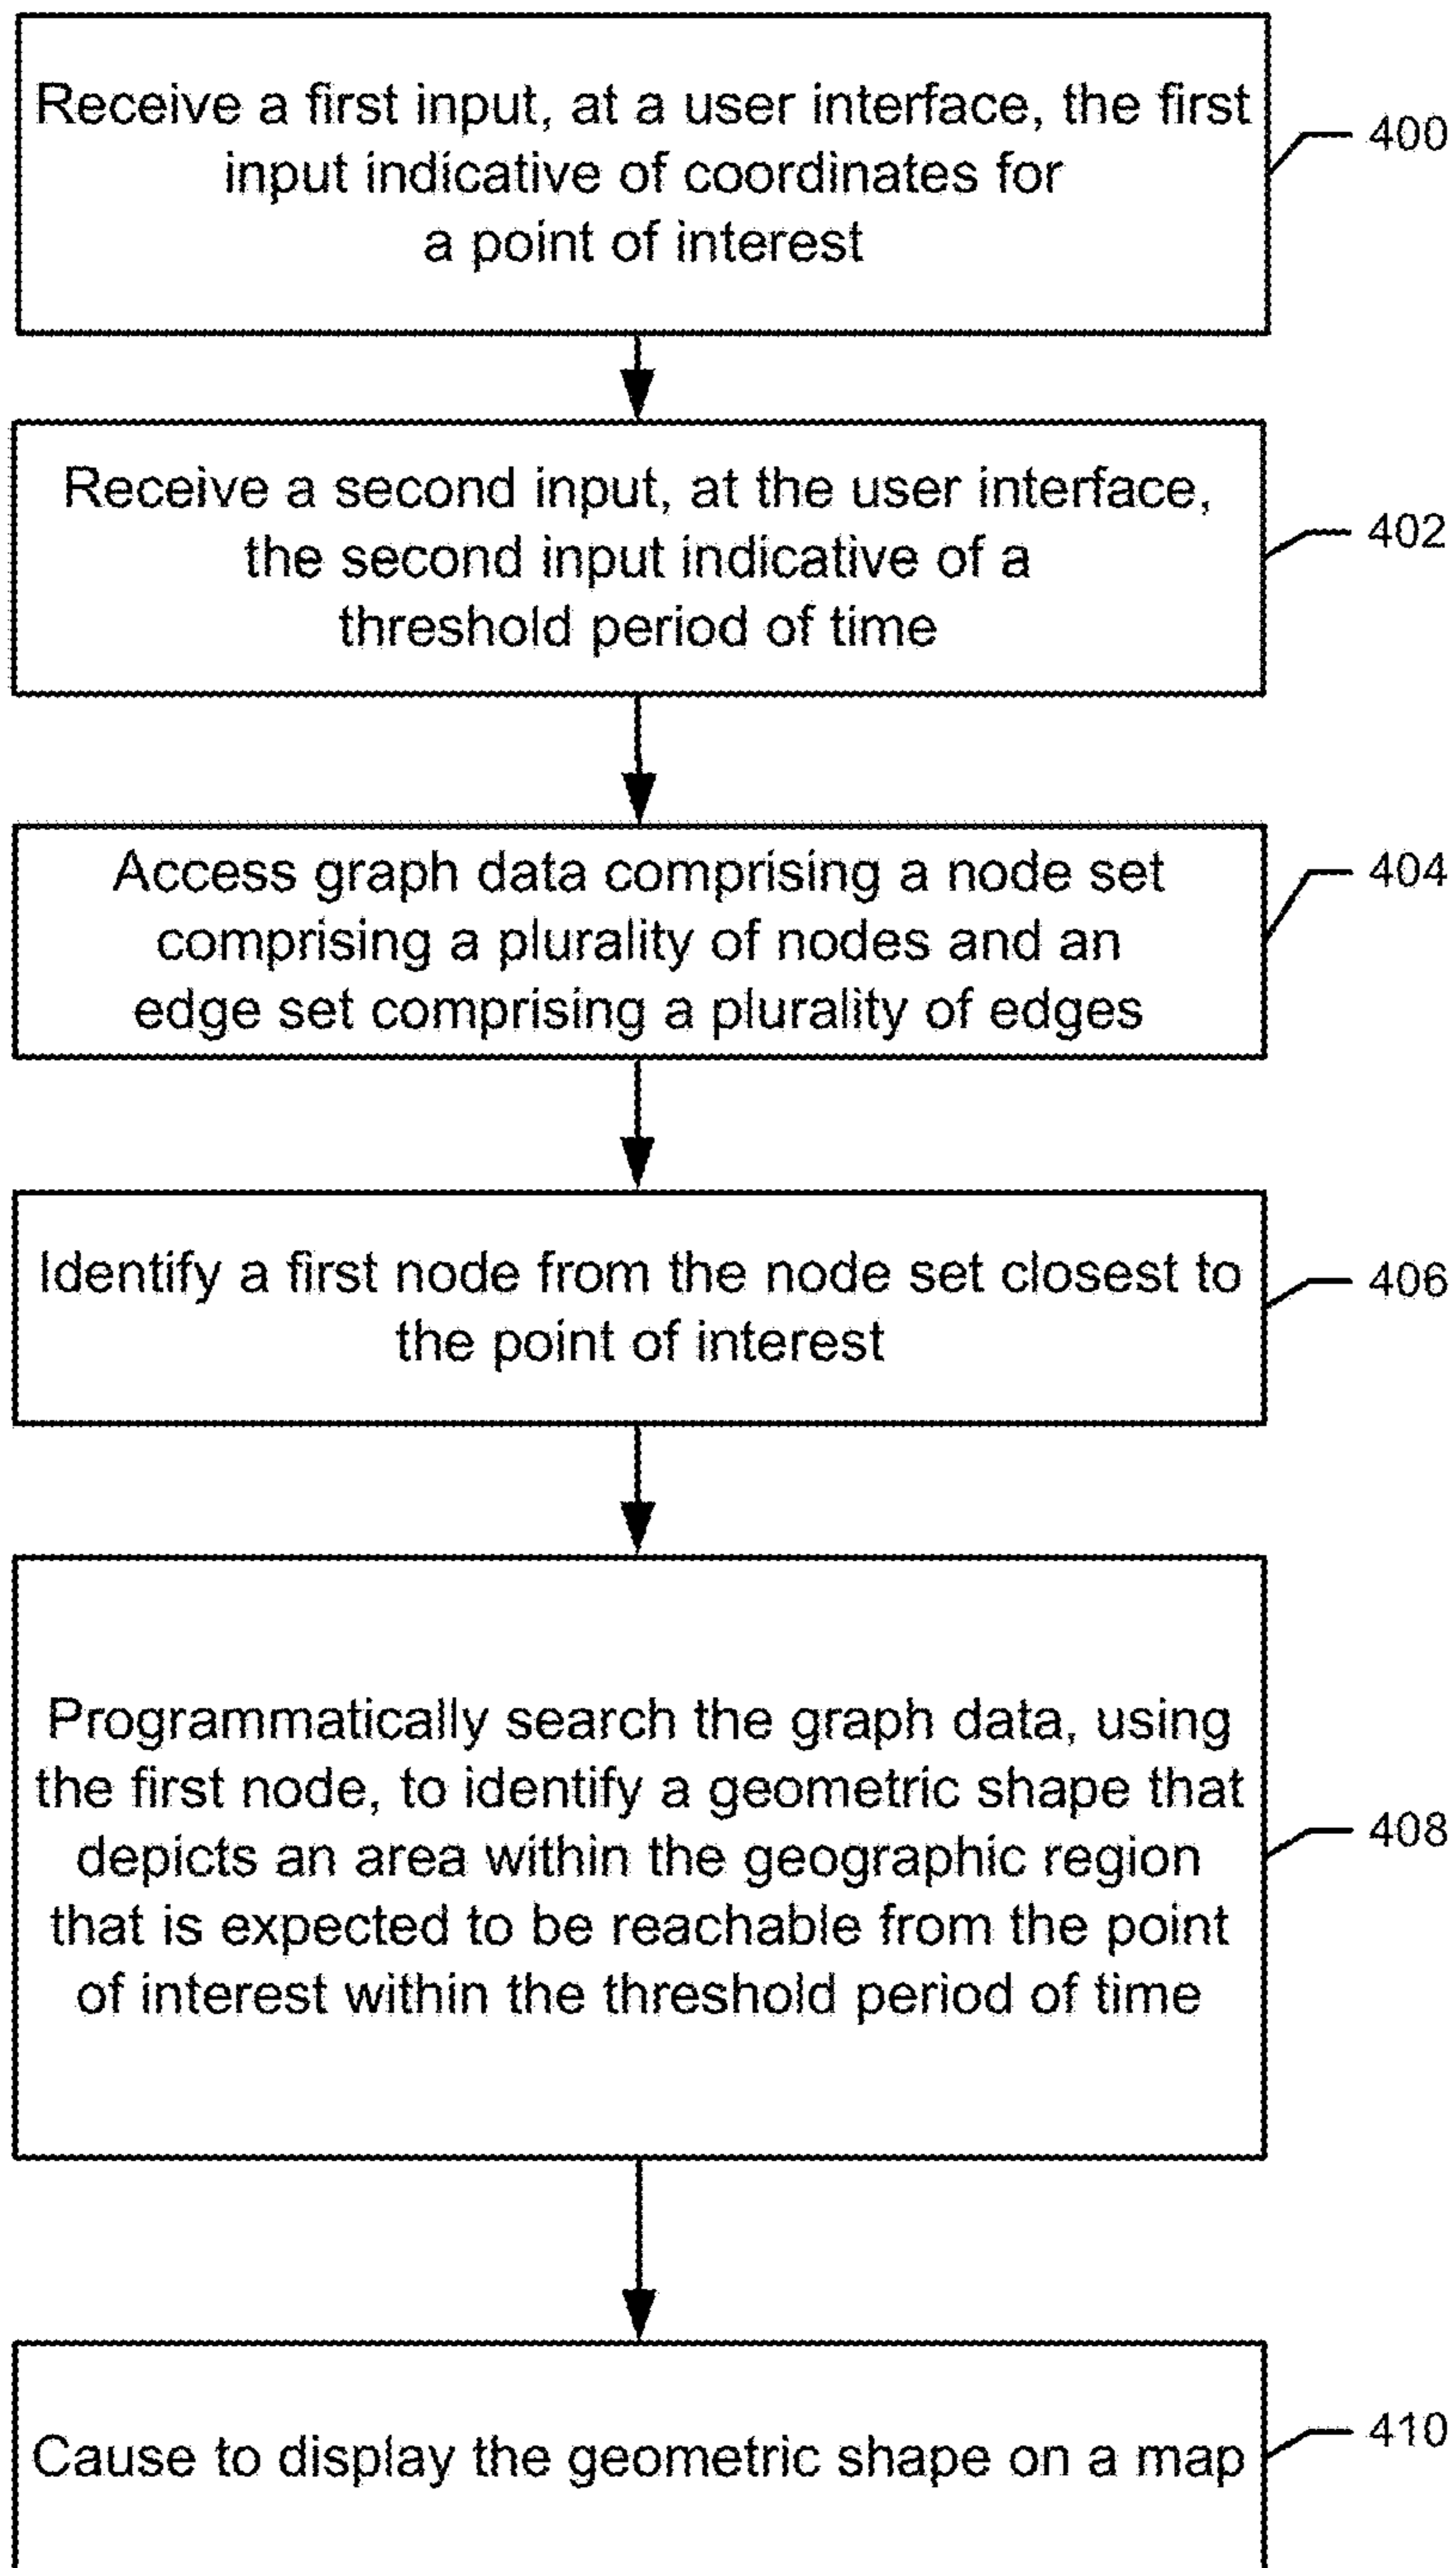 Receive a first input, at a user interface, the first
input indicative of coordinates for
a point of interest
400
Receive a second input, at the user interface,
the second input indicative of a
threshold period of time
402
Access graph data comprising a node set
comprising a plurality of nodes and an
edge set comprising a plurality of edges
404
Identify a first node from the node set closest to
the point of interest
406
Programmatically search the graph data, using
the first node, to identify a geometric shape that
depicts an area within the geographic region
that is expected to be reachable from the point
of interest within the threshold period of time
408
Cause to display the geometric shape on a map
410